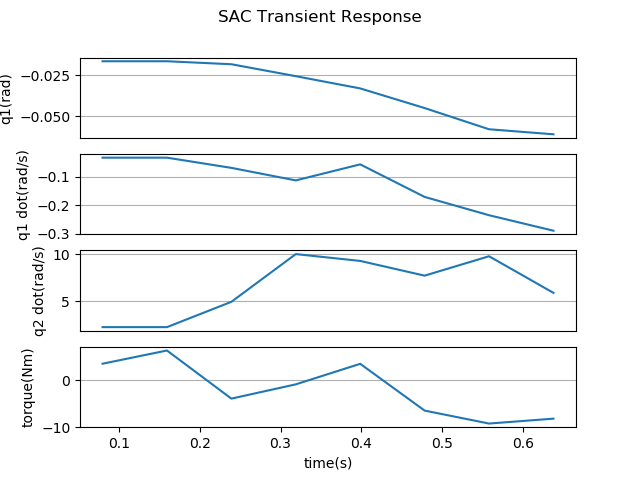 SAC Transient Response
q1(rad)
−0.025
−0.050
q1 dot(rad/s)
−0.1
−0.2
−0.3
q2 dot(rad/s)
10
5
torque(Nm)
0
−10
0.1 0.2 0.3 0.4 0.5 0.6
time(s)